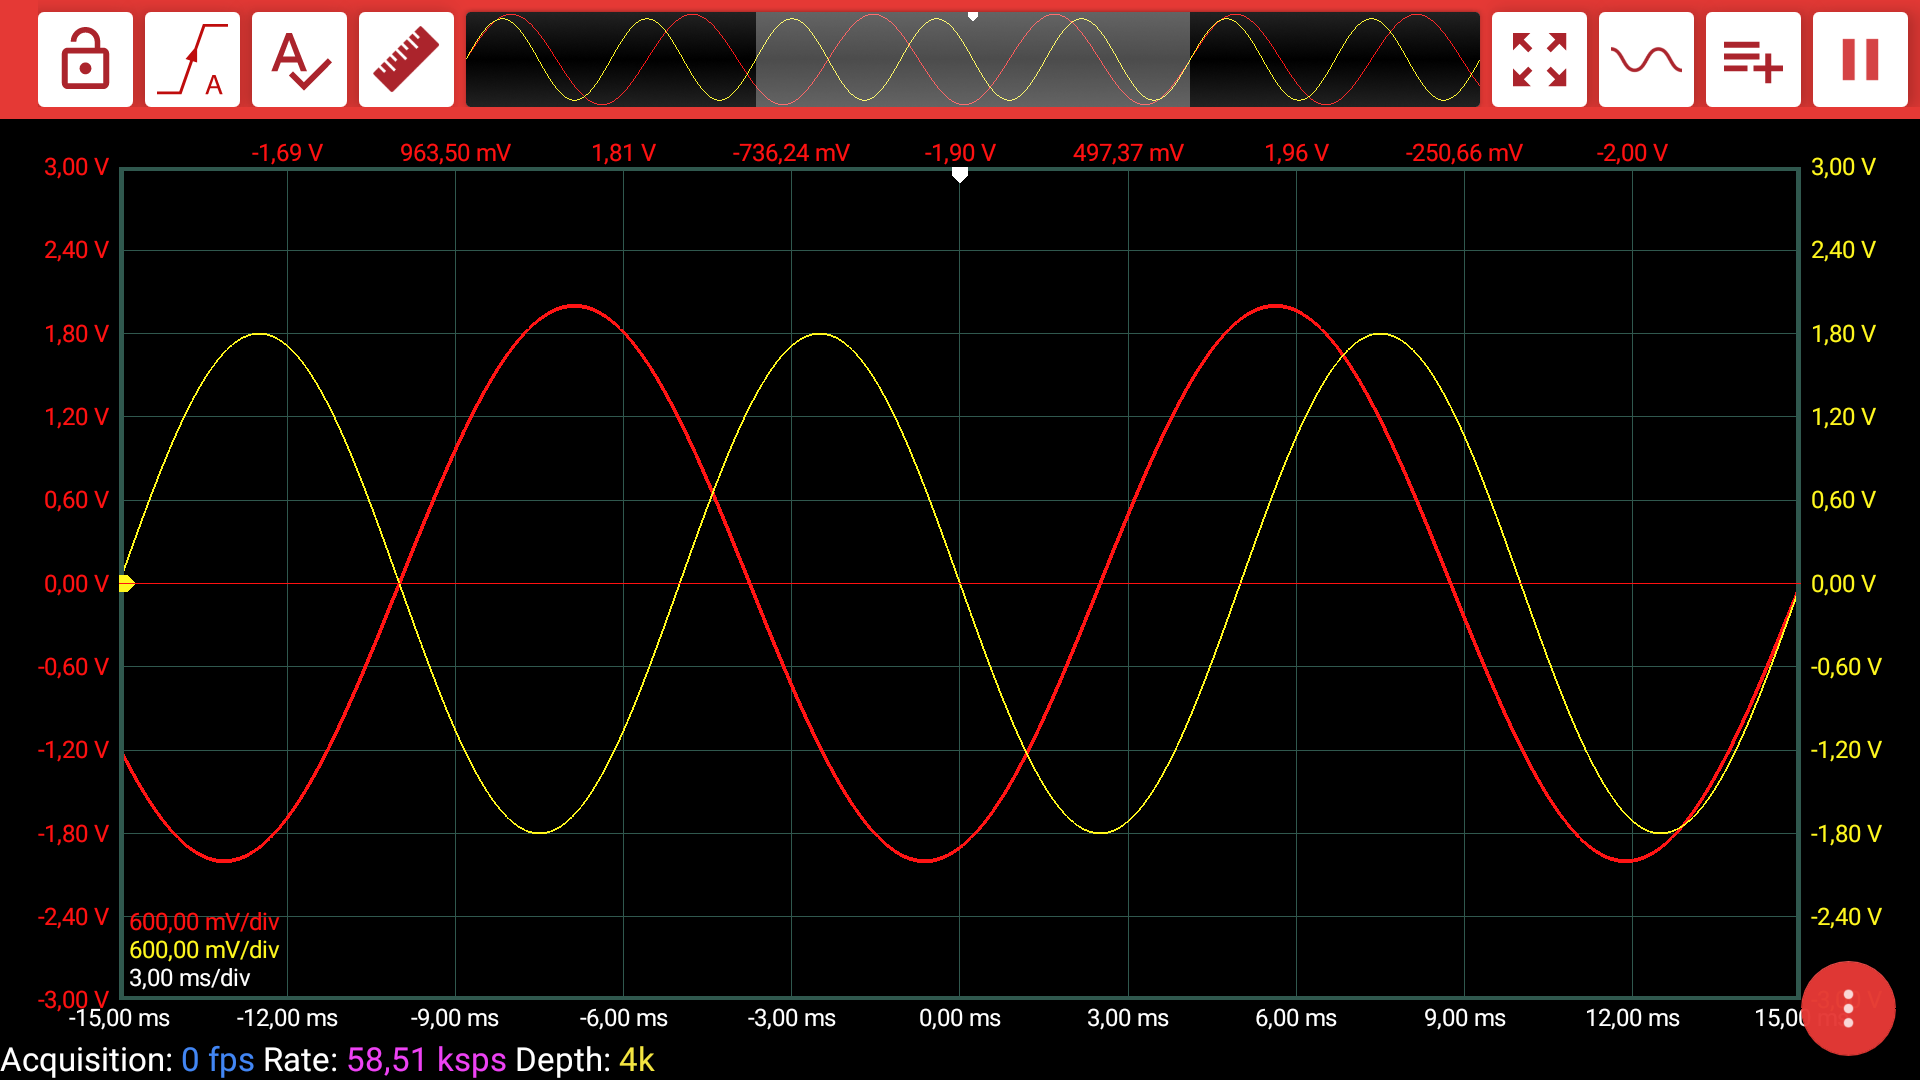 A
A
-1,69 V 963,50 mV 1,81 V -736,24 mV -1,90 V 497,37 mV 1,96 V -250,66 mV -2,00 V
3,00 V 3,00 V
2,40 V 2,40 V
1,80 V 1,80 V
1,20 V 1,20 V
0,60 V 0,60 V
0,00 V 0,00 V
-0,60 V -0,60 V
-1,20 V -1,20 V
-1,80 V -1,80 V
-2,40 V -2,40 V
600,00 mV/div
600,00 mV/div
3,00 ms/div
-3,00 V
-15,00 ms -12,00 ms -9,00 ms -6,00 ms -3,00 ms 0,00 ms 3,00 ms 6,00 ms 9,00 ms 12,00 ms 15,00
Acquisition: 0 fps Rate: 58,51 ksps Depth: 4k